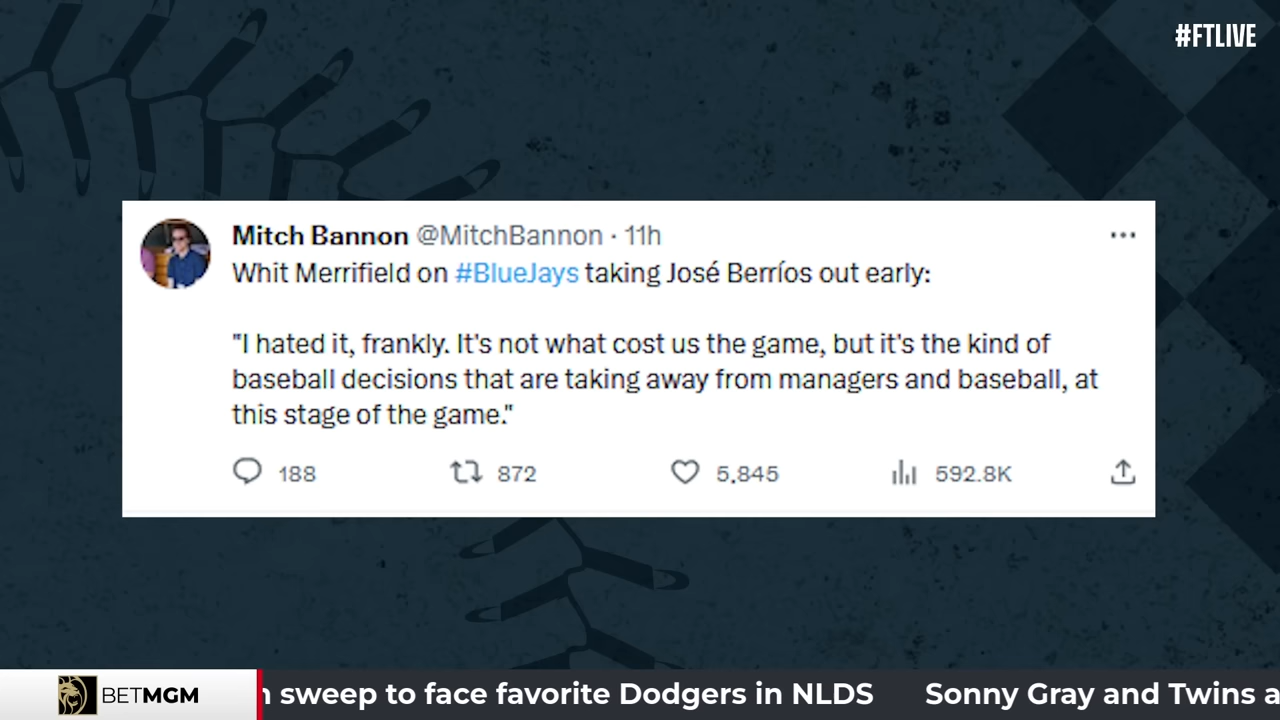 #FTLIVE
Mitch Bannon @MitchBannon · 11h
Whit Merrifield on #BlueJays taking José Berríos out early:
"I hated it, frankly. It's not what cost us the game, but it's the kind of
baseball decisions that are taking away from managers and baseball, at
this stage of the game."
188 872 5,845 592.8K
BETMGM
sweep to face favorite Dodgers in NLDS Sonny Gray and Twins